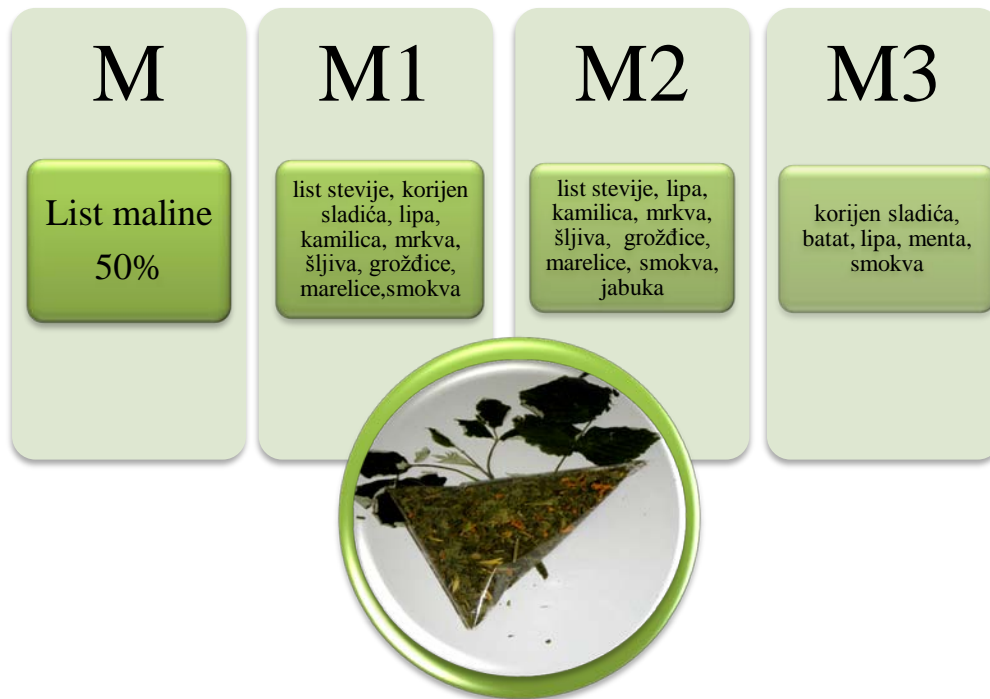 M
List maline
50%
M1
list stevije, korijen
sladića, lipa,
kamilica, mrkva,
šljiva, grožđice,
marelice,smokva
M2
list stevije, lipa,
kamilica, mrkva,
šljiva, grožđice,
marelice, smokva,
jabuka
M3
korijen sladića,
batat, lipa, menta,
smokva